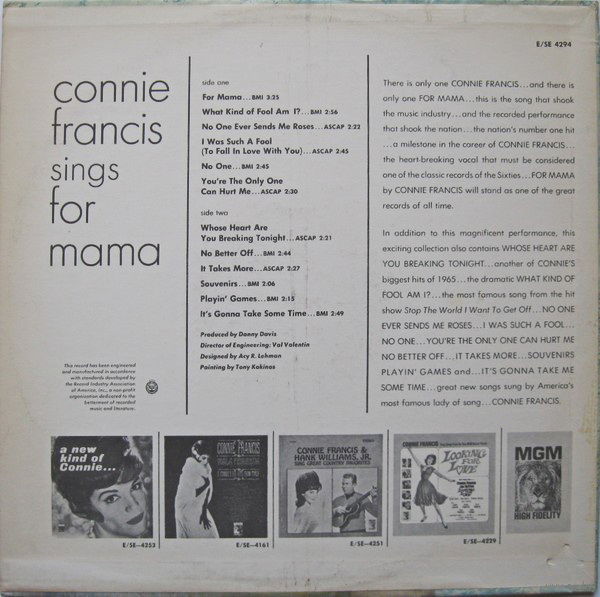 E/SE 4294
connie
francis
sings
for
mama
side one
For Mama...BMI 3:25
What Kind of Fool Am I?...BMI 2:56
No One Ever Sends Me Roses...ASCAP 2:22
I Was Such A Fool
(To Fall In Love With You)...ASCAP 2:45
No One...BMI 2:45
You're The Only One
Can Hurt Me...ASCAP 2:30
side two
Whose Heart Are
You Breaking Tonight...ASCAP 2:21
No Better Off...BMI 2:44
It Takes More...ASCAP 2:27
Souvenirs...BMI 2:06
Playin' Games...BMI 2:15
It's Gonna Take Some Time...BMI 2:49
Produced by Danny Davis
Director of Engineering: Val Valentin
Designed by Acy R. Lehman
Painting by Tony Kokinos
This record has been engineered
and manufactured in accordance
with standards developed by
the Record Industry Association
of America, Inc., a non-profit
organization dedicated to the
betterment of recorded
music and literature.
There is only one CONNIE FRANCIS...and there is
only one FOR MAMA...this is the song that shook
the music industry...and the recorded performance
that shook the nation...the nation's number one hit
...a milestone in the career of CONNIE FRANCIS...
the heart-breaking vocal that must be considered
one of the classic records of the Sixties...FOR MAMA
by CONNIE FRANCIS will stand as one of the great
records of all time.
In addition to this magnificent performance, this
exciting collection also contains WHOSE HEART ARE
YOU BREAKING TONIGHT...another of CONNIE'S
biggest hits of 1965...the dramatic WHAT KIND OF
FOOL AM I?...the most famous song from the hit
show Stop The World I Want To Get Off...NO ONE
EVER SENDS ME ROSES...I WAS SUCH A FOOL...
NO ONE...YOU'RE THE ONLY ONE CAN HURT ME
NO BETTER OFF...IT TAKES MORE...SOUVENIRS
PLAYIN' GAMES and...IT'S GONNA TAKE ME
SOME TIME...great new songs sung by America's
most famous lady of song...CONNIE FRANCIS.
a new
kind of
Connie...
E/SE-4253
CONNIE FRANCIS
E/SE-4161
CONNIE FRANCIS &
HANK WILLIAMS, JR.
SING GREAT COUNTRY FAVORITES
E/SE-4251
CONNIE FRANCIS
LOOKING
FOR
LOVE
E/SE-4229
MGM
HIGH FIDELITY